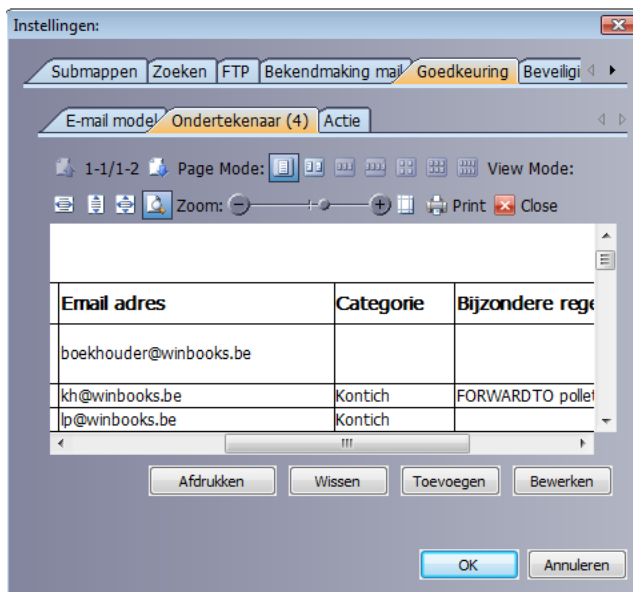 Instellingen:
Submappen Zoeken FTP Bekendmaking mail Goedkeuring Beveiligi
E-mail model Ondertekenaar (4) Actie
1-1/1-2 Page Mode: View Mode:
Zoom: Print Close
Email adres Categorie Bijzondere rege
boekhouder@winbooks.be
kh@winbooks.be Kontich FORWARDTO pollet
lp@winbooks.be Kontich
Afdrukken Wissen Toevoegen Bewerken
OK Annuleren